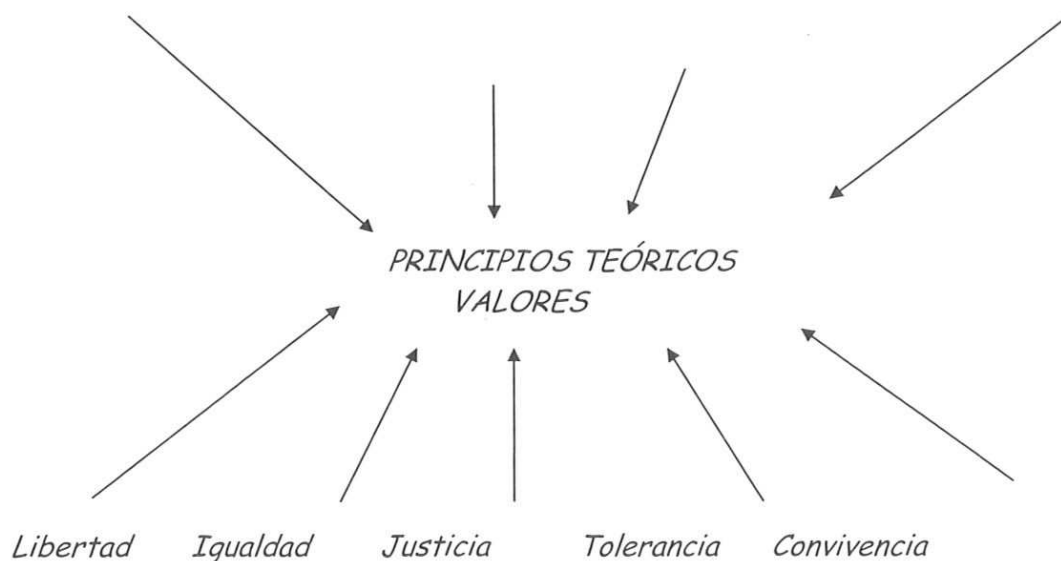 PRINCIPIOS TEÓRICOS
VALORES
Libertad Igualdad Justicia Tolerancia Convivencia